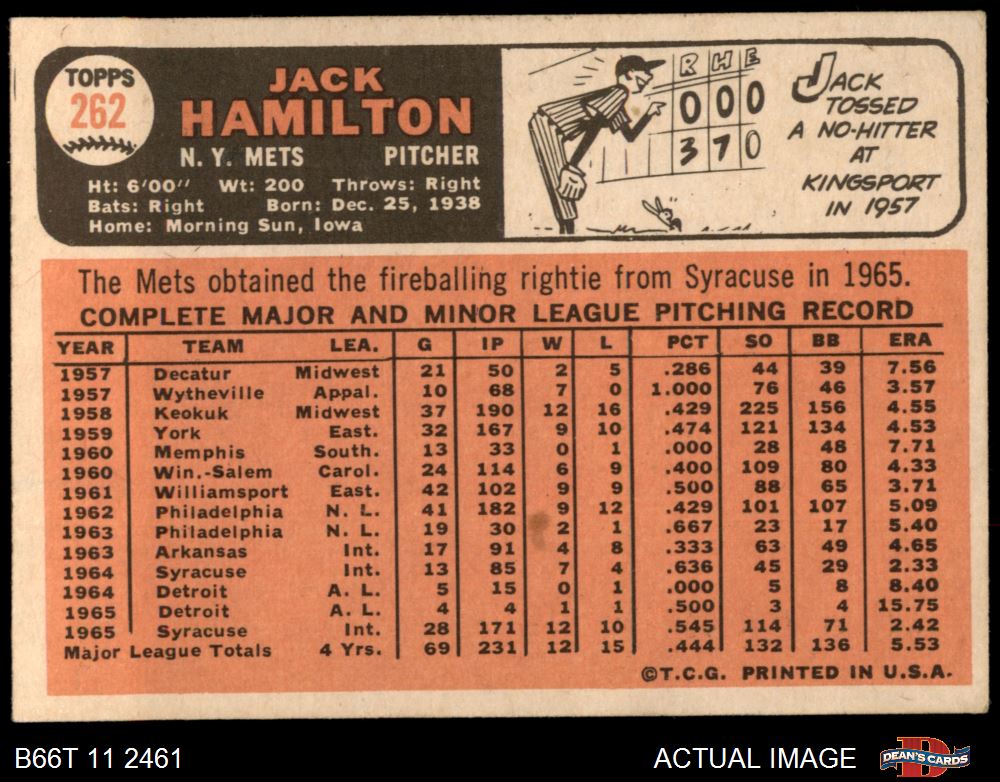 TOPPS
262
JACK
HAMILTON
N. Y. METS PITCHER
Ht: 6'00" Wt: 200 Throws: Right
Bats: Right Born: Dec. 25, 1938
Home: Morning Sun, Iowa
R H E
0 0 0
3 7 0
JACK
TOSSED
A NO-HITTER
AT
KINGSPORT
IN 1957
The Mets obtained the fireballing rightie from Syracuse in 1965.
COMPLETE MAJOR AND MINOR LEAGUE PITCHING RECORD
YEAR TEAM LEA. G IP W L PCT SO BB ERA
1957 Decatur Midwest 21 50 2 5 .286 44 39 7.56
1957 Wytheville Appal. 10 68 7 0 1.000 76 46 3.57
1958 Keokuk Midwest 37 190 12 16 .429 225 156 4.55
1959 York East. 32 167 9 10 .474 121 134 4.53
1960 Memphis South. 13 33 0 1 .000 28 48 7.71
1960 Win.-Salem Carol. 24 114 6 9 .400 109 80 4.33
1961 Williamsport East. 42 102 9 9 .500 88 65 3.71
1962 Philadelphia N. L. 41 182 9 12 .429 101 107 5.09
1963 Philadelphia N. L. 19 30 2 1 .667 23 17 5.40
1963 Arkansas Int. 17 91 4 8 .333 63 49 4.65
1964 Syracuse Int. 13 85 7 4 .636 45 29 2.33
1964 Detroit A. L. 5 15 0 1 .000 5 8 8.40
1965 Detroit A. L. 4 4 1 1 .500 3 4 15.75
1965 Syracuse Int. 28 171 12 10 .545 114 71 2.42
Major League Totals 4 Yrs. 69 231 12 15 .444 132 136 5.53
©T.C.G. PRINTED IN U.S.A.
B66T 11 2461 ACTUAL IMAGE DEAN'S CARDS